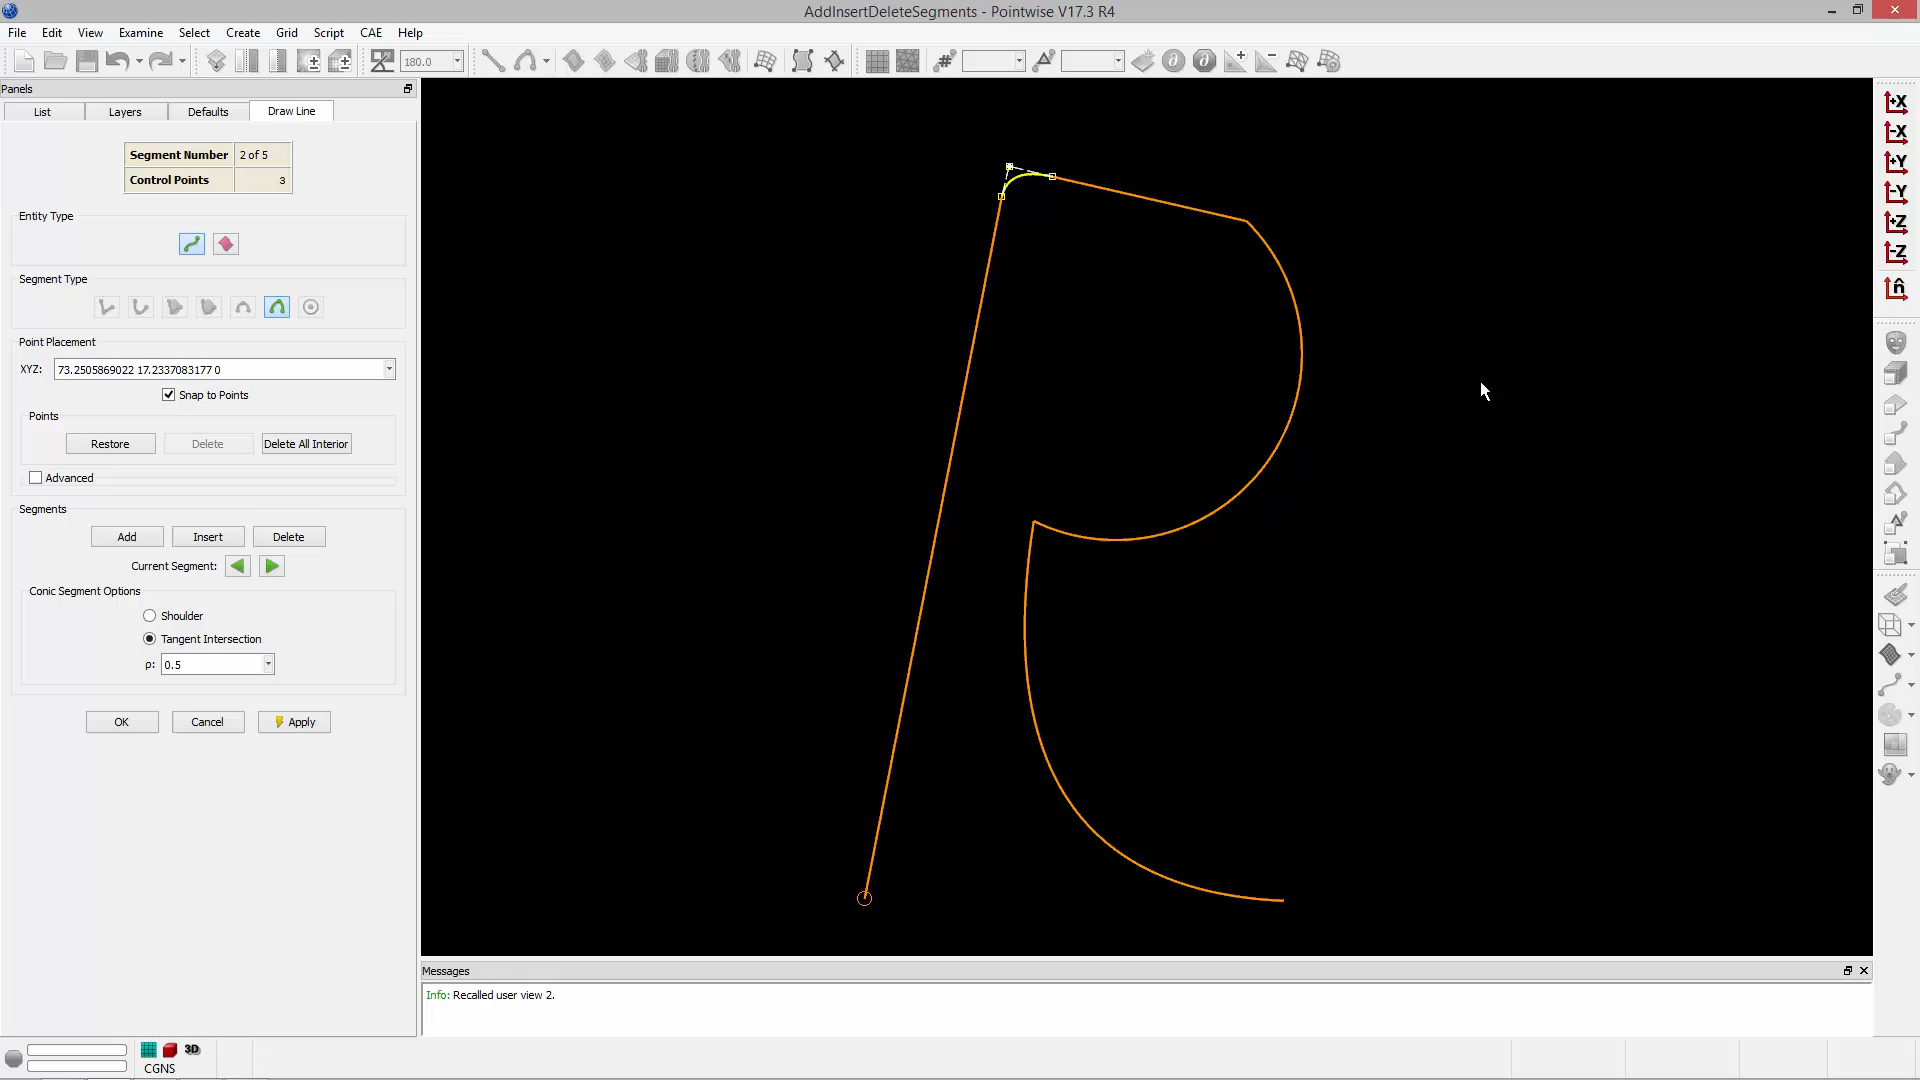 AddInsertDeleteSegments - Pointwise V17.3 R4
File Edit View Examine Select Create Grid Script CAE Help
180.0
Panels
List Layers Defaults Draw Line
Segment Number 2 of 5
Control Points 3
Entity Type
Segment Type
Point Placement
XYZ: 73.2505869022 17.2337083177 0
Snap to Points
Points
Restore Delete Delete All Interior
Advanced
Segments
Add Insert Delete
Current Segment:
Conic Segment Options
Shoulder
Tangent Intersection
ρ: 0.5
OK Cancel Apply
+X
-X
+Y
-Y
+Z
-Z
n̂
Messages
Info: Recalled user view 2.
3D
CGNS